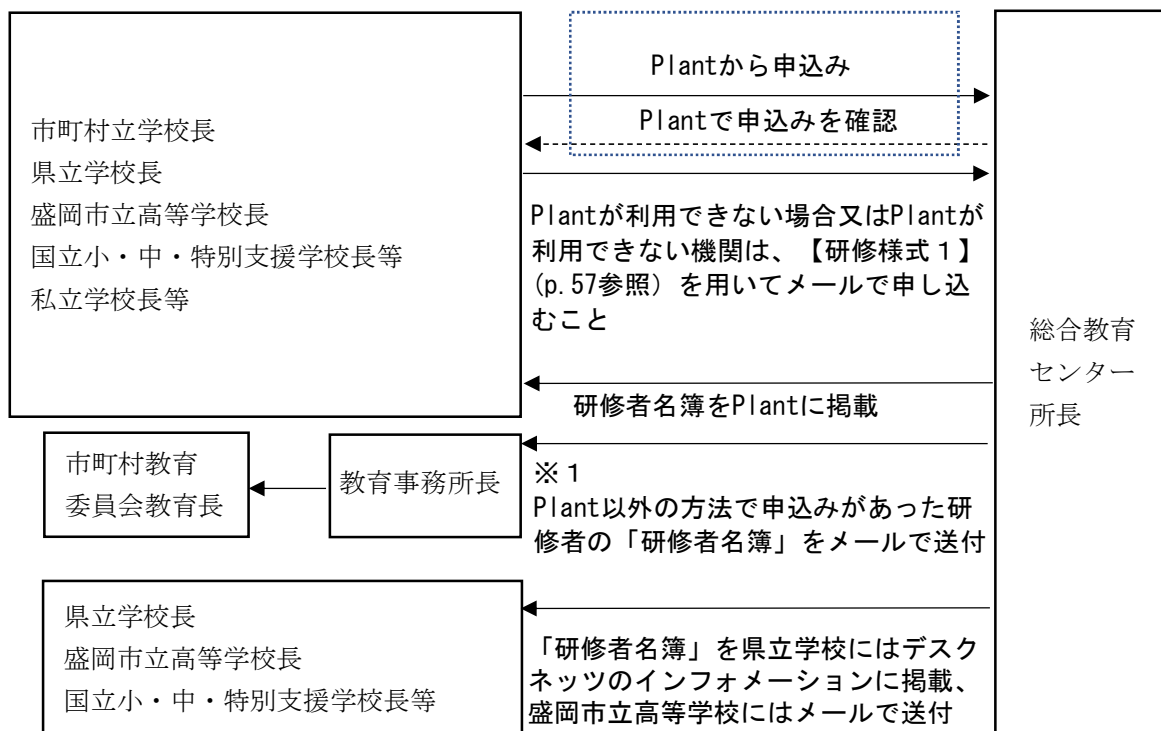 Plantから申込み
Plantで申込みを確認
市町村立学校長
県立学校長
盛岡市立高等学校長
国立小・中・特別支援学校長等
私立学校長等
Plantが利用できない場合又はPlantが
利用できない機関は、【研修様式１】
(p.57参照）を用いてメールで申し込
むこと
総合教育
センター
所長
研修者名簿をPlantに掲載
市町村教育
委員会教育長
教育事務所長
※１
Plant以外の方法で申込みがあった研
修者の「研修者名簿」をメールで送付
県立学校長
盛岡市立高等学校長
国立小・中・特別支援学校長等
「研修者名簿」を県立学校にはデスク
ネッツのインフォメーションに掲載、
盛岡市立高等学校にはメールで送付